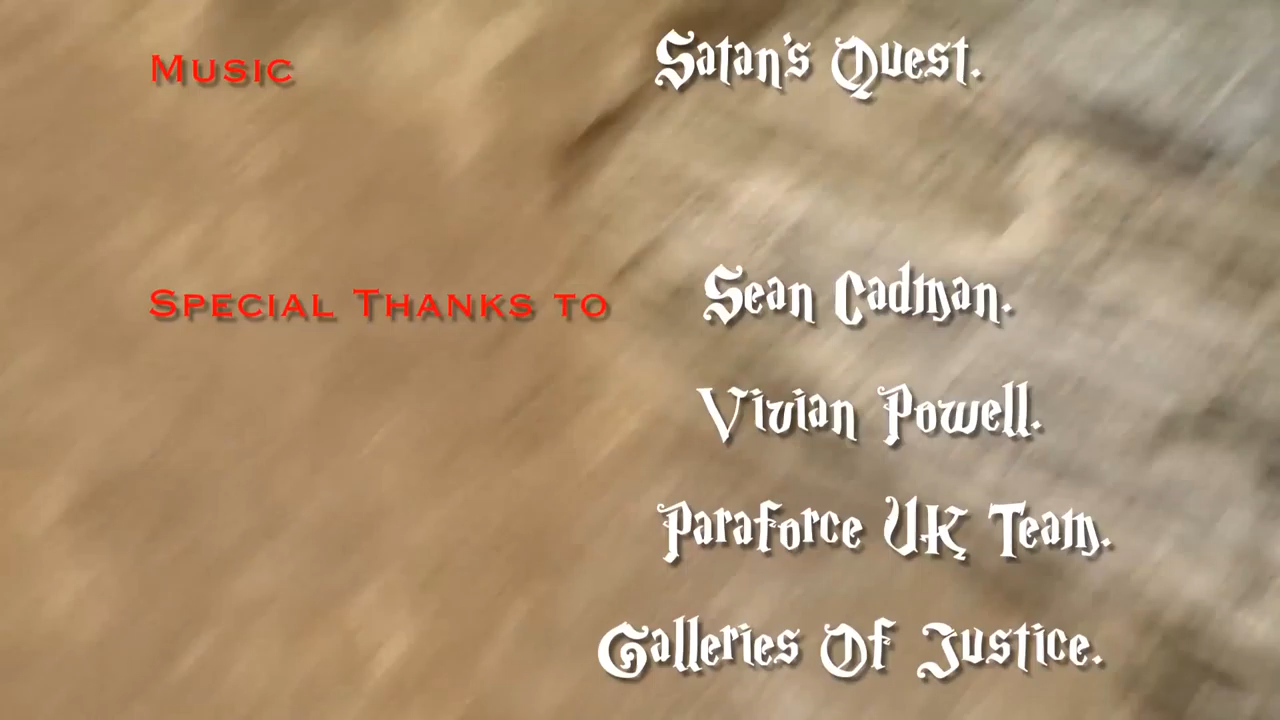 Music Satan's Quest.
Special Thanks to Sean Cadman.
Vivian Powell.
Paraforce UK Team.
Galleries Of Justice.